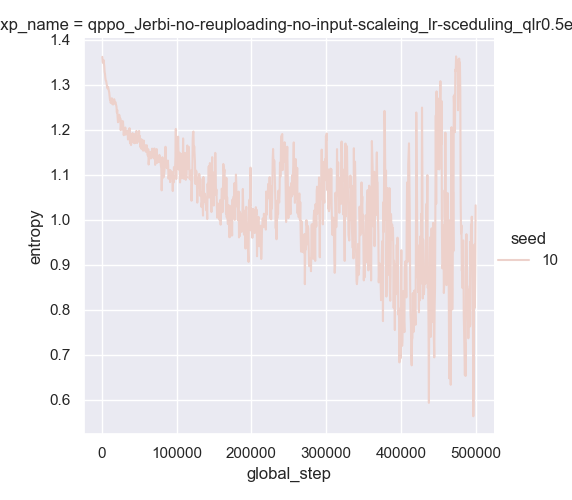 xp_name = qppo_Jerbi-no-reuploading-no-input-scaleing_lr-sceduling_qlr0.5e
1.4
1.3
1.2
1.1
1.0
0.9
0.8
0.7
0.6
entropy
0 100000 200000 300000 400000 500000
global_step
seed
10